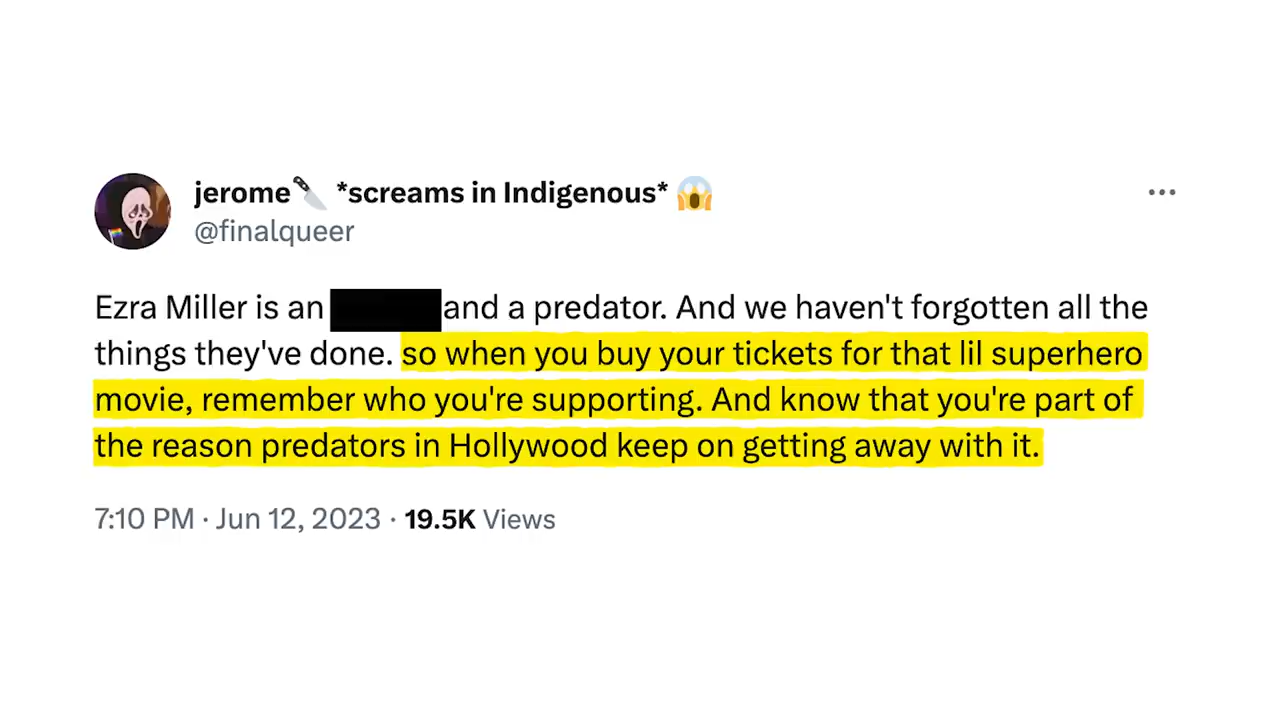 jerome🔪 *screams in Indigenous* 😱
@finalqueer
Ezra Miller is an and a predator. And we haven't forgotten all the
things they've done. so when you buy your tickets for that lil superhero
movie, remember who you're supporting. And know that you're part of
the reason predators in Hollywood keep on getting away with it.
7:10 PM · Jun 12, 2023 · 19.5K Views